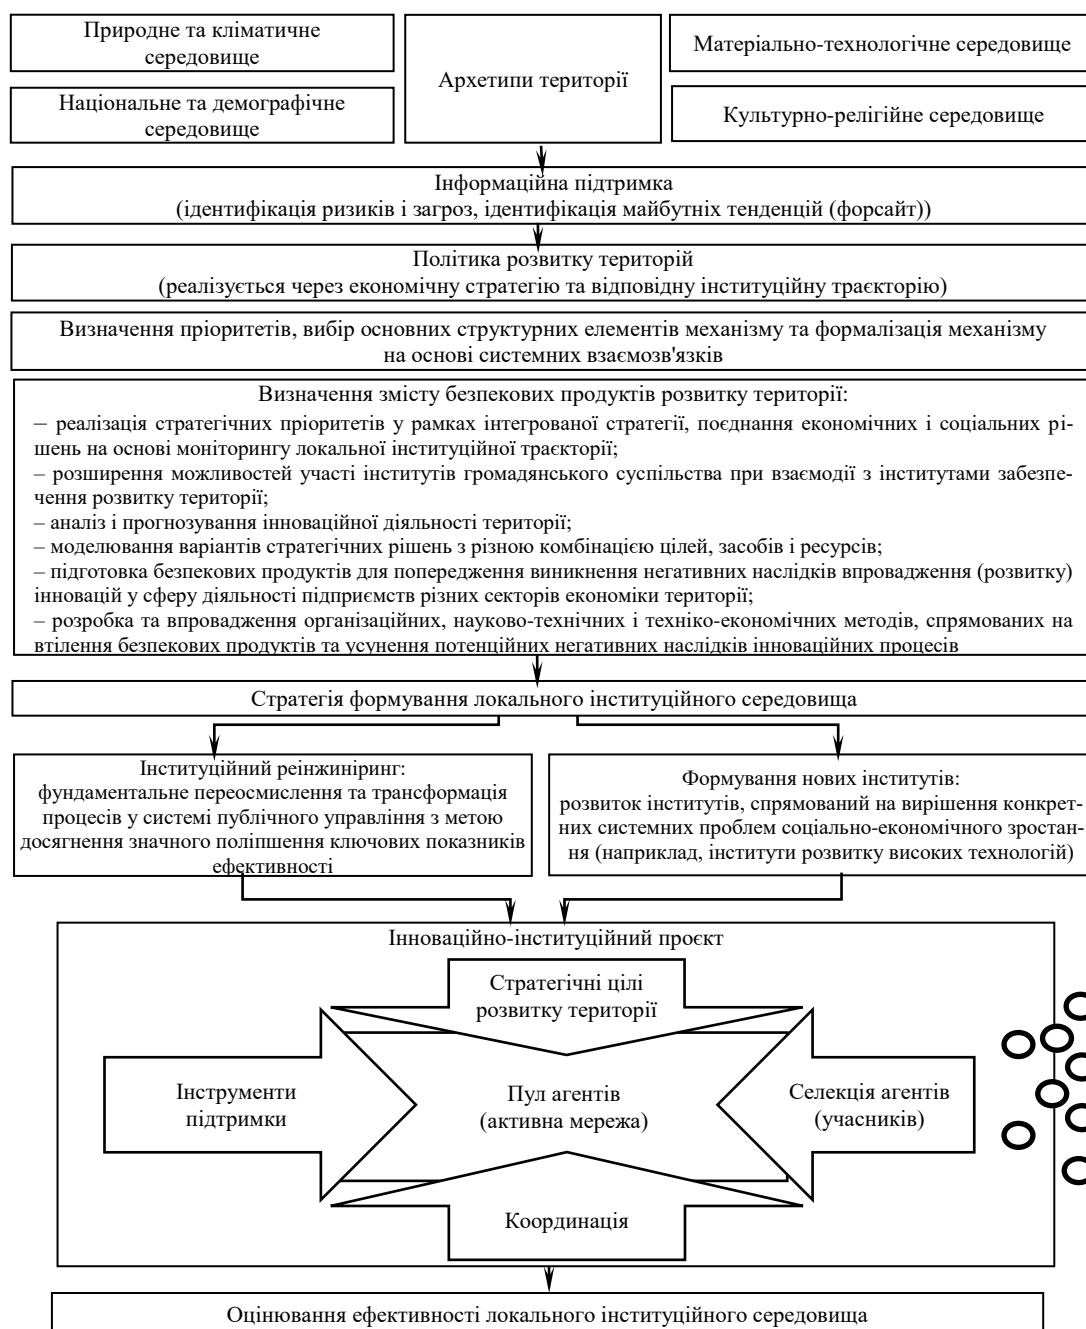 Природне та кліматичне
середовище
Національне та демографічне
середовище
Архетипи території
Матеріально-технологічне середовище
Культурно-релігійне середовище
Інформаційна підтримка
(ідентифікація ризиків і загроз, ідентифікація майбутніх тенденцій (форсайт))
Політика розвитку територій
(реалізується через економічну стратегію та відповідну інституційну траєкторію)
Визначення пріоритетів, вибір основних структурних елементів механізму та формалізація механізму
на основі системних взаємозв'язків
Визначення змісту безпекових продуктів розвитку території:
– реалізація стратегічних пріоритетів у рамках інтегрованої стратегії, поєднання економічних і соціальних рі-
шень на основі моніторингу локальної інституційної траєкторії;
– розширення можливостей участі інститутів громадянського суспільства при взаємодії з інститутами забезпе-
чення розвитку території;
– аналіз і прогнозування інноваційної діяльності території;
– моделювання варіантів стратегічних рішень з різною комбінацією цілей, засобів і ресурсів;
– підготовка безпекових продуктів для попередження виникнення негативних наслідків впровадження (розвитку)
інновацій у сферу діяльності підприємств різних секторів економіки території;
– розробка та впровадження організаційних, науково-технічних і техніко-економічних методів, спрямованих на
втілення безпекових продуктів та усунення потенційних негативних наслідків інноваційних процесів
Стратегія формування локального інституційного середовища
Інституційний реінжиніринг:
фундаментальне переосмислення та трансформація
процесів у системі публічного управління з метою
досягнення значного поліпшення ключових показників
ефективності
Формування нових інститутів:
розвиток інститутів, спрямований на вирішення конкрет-
них системних проблем соціально-економічного зростан-
ня (наприклад, інститути розвитку високих технологій)
Інноваційно-інституційний проєкт
Стратегічні цілі
розвитку території
Інструменти
підтримки
Пул агентів
(активна мережа)
Селекція агентів
(учасників)
Координація
Оцінювання ефективності локального інституційного середовища